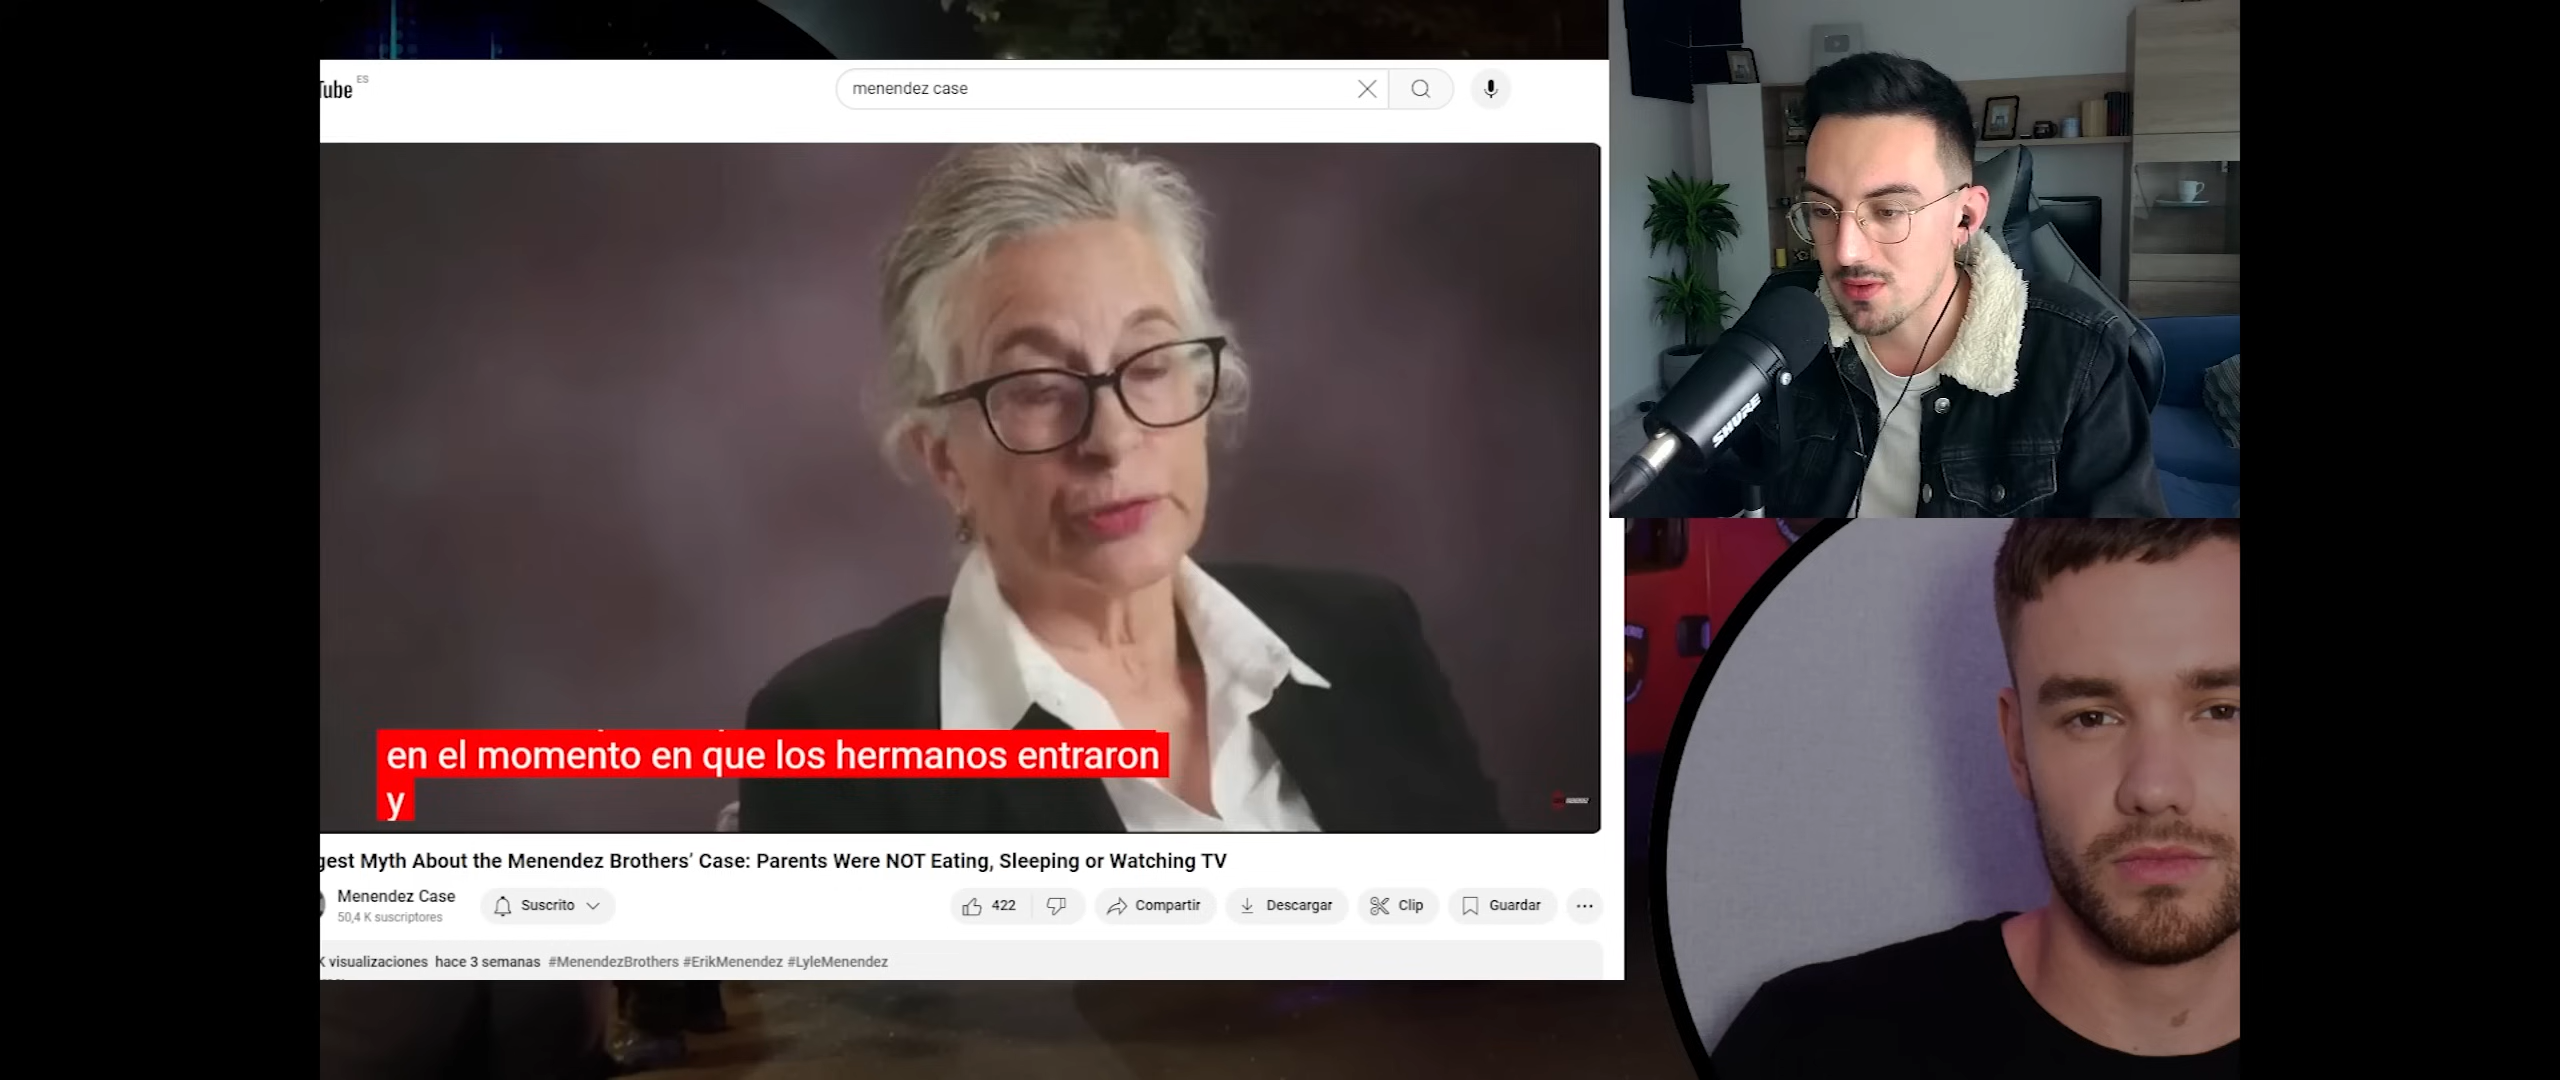 Tube ES
menendez case
SHURE
en el momento en que los hermanos entraron
y
gest Myth About the Menendez Brothers' Case: Parents Were NOT Eating, Sleeping or Watching TV
Menendez Case
50,4 K suscriptores
Suscrito
422
Compartir
Descargar
Clip
Guardar
K visualizaciones hace 3 semanas #MenendezBrothers #ErikMenendez #LyleMenendez